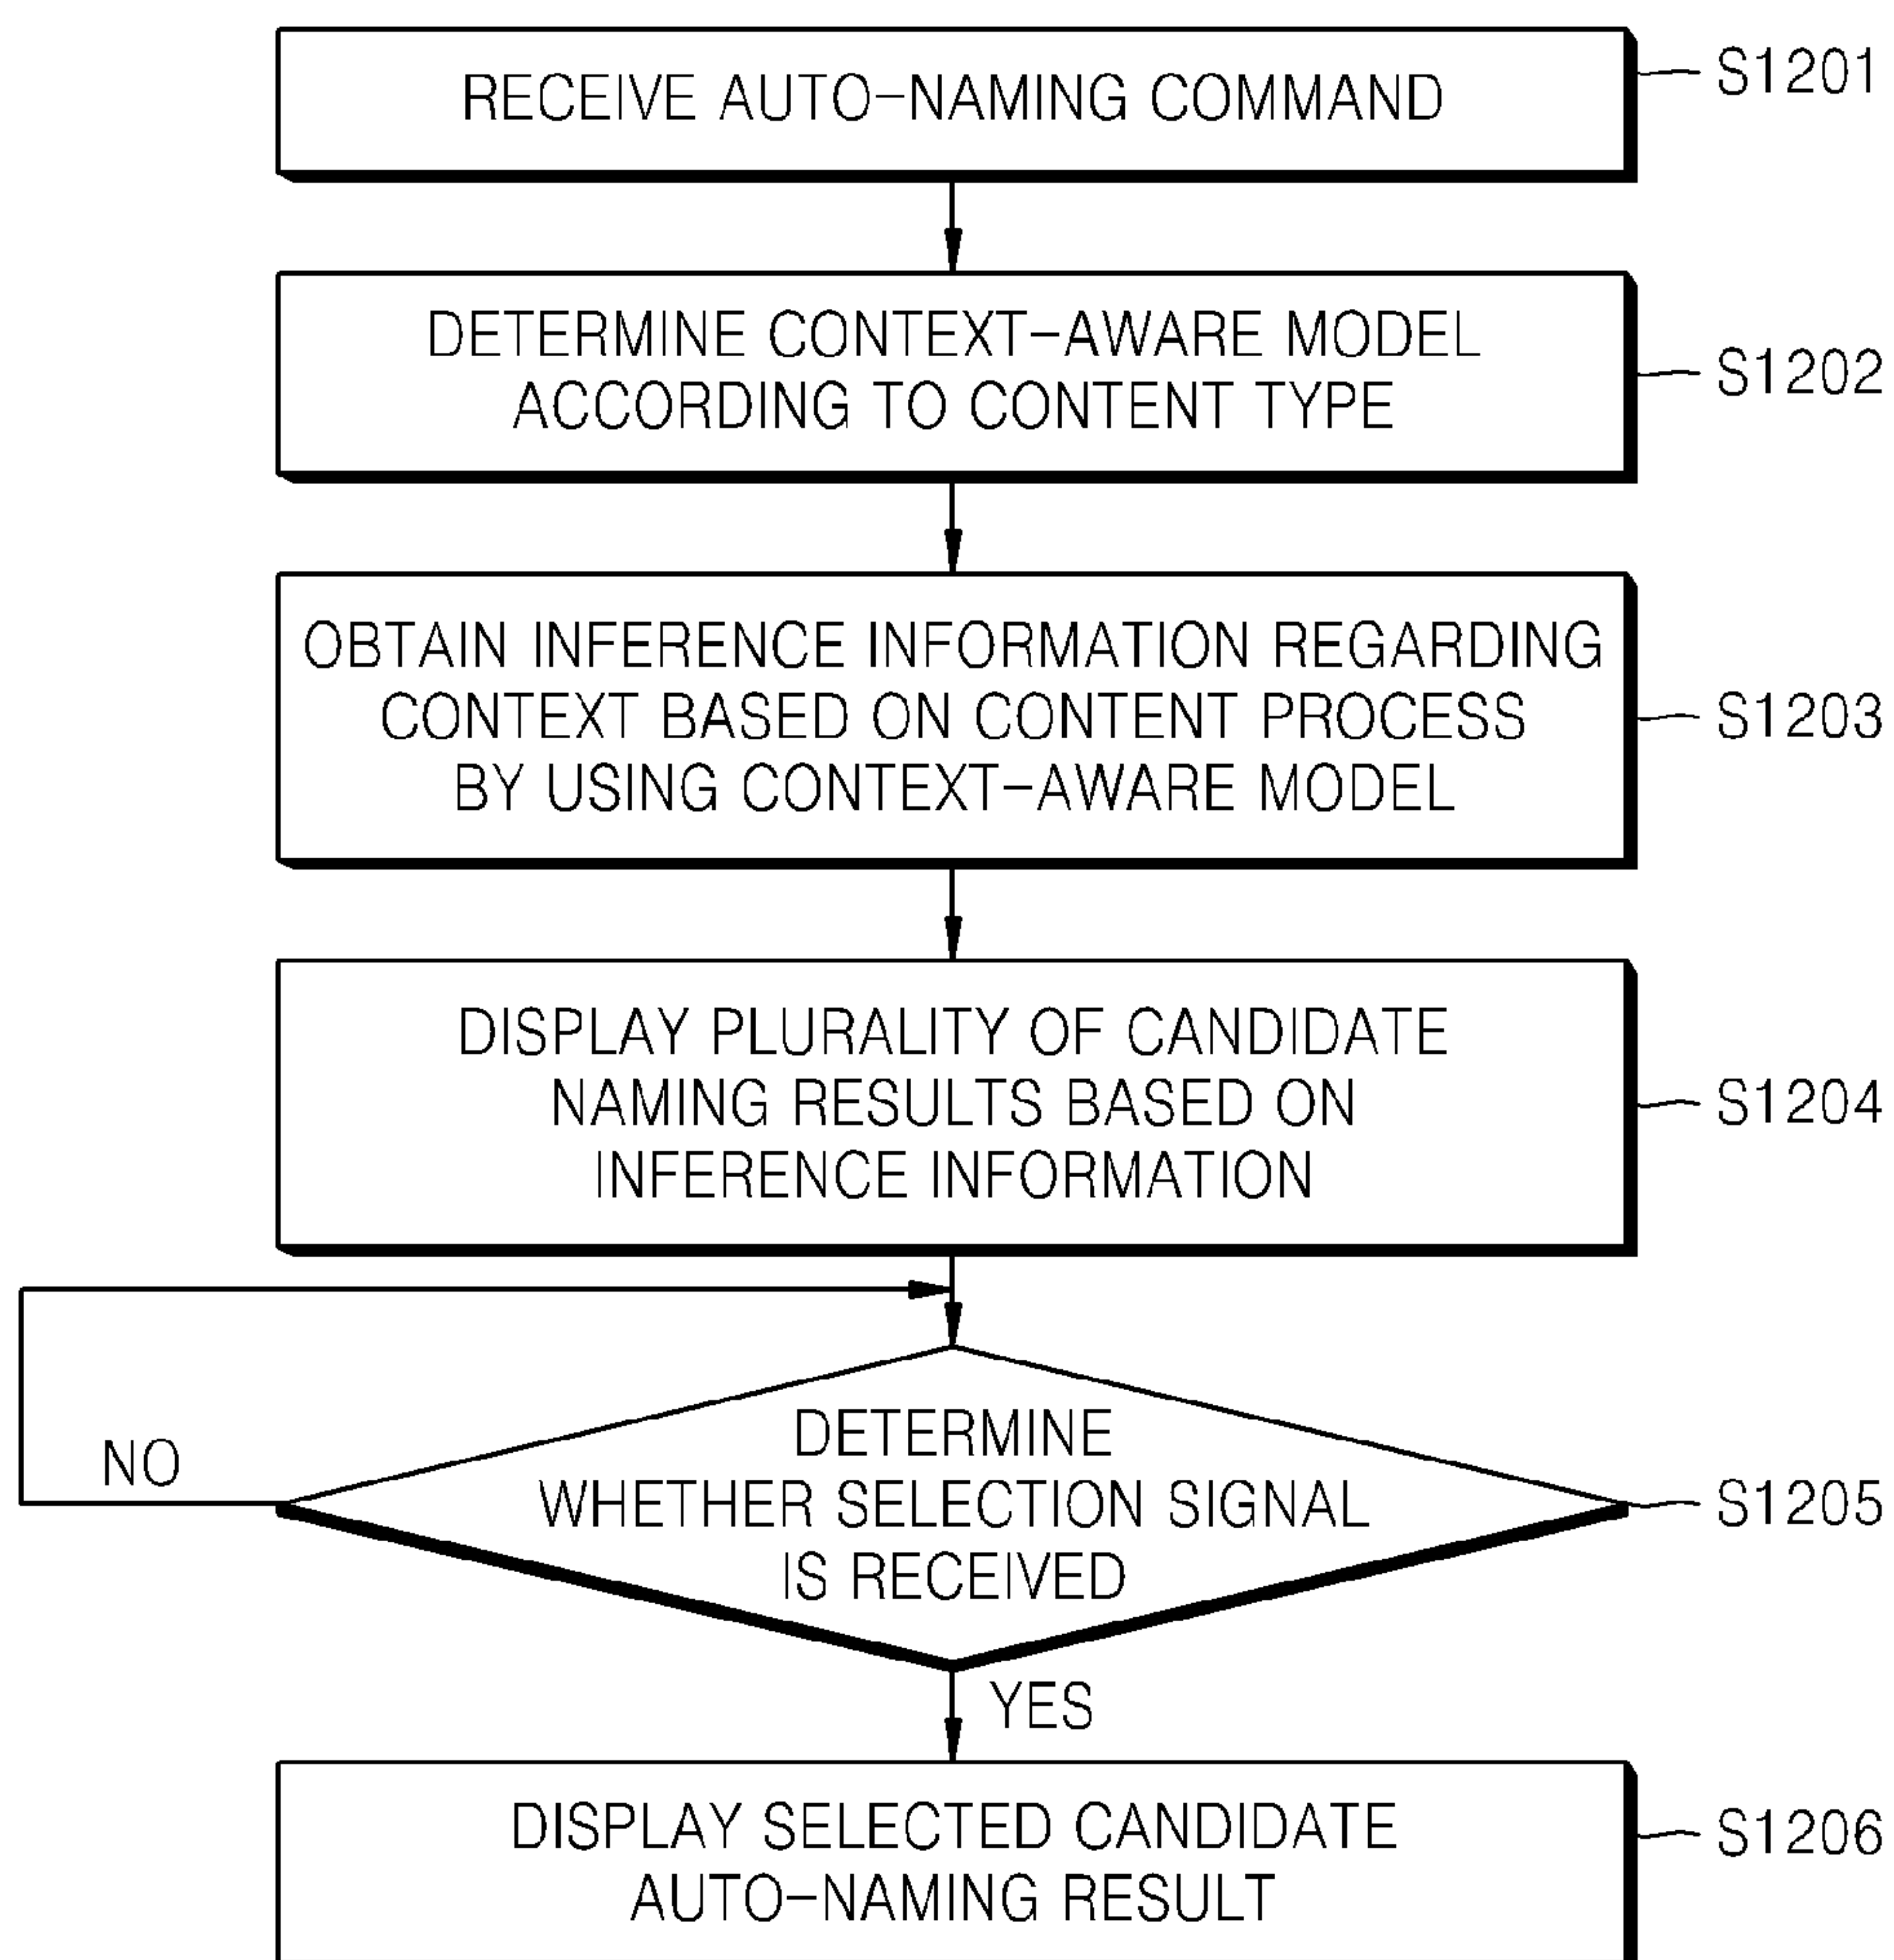 RECEIVE AUTO-NAMING COMMAND
S1201
DETERMINE CONTEXT-AWARE MODEL
ACCORDING TO CONTENT TYPE
S1202
OBTAIN INFERENCE INFORMATION REGARDING
CONTEXT BASED ON CONTENT PROCESS
BY USING CONTEXT-AWARE MODEL
S1203
DISPLAY PLURALITY OF CANDIDATE
NAMING RESULTS BASED ON
INFERENCE INFORMATION
S1204
NO
DETERMINE
WHETHER SELECTION SIGNAL
IS RECEIVED
S1205
YES
DISPLAY SELECTED CANDIDATE
AUTO-NAMING RESULT
S1206